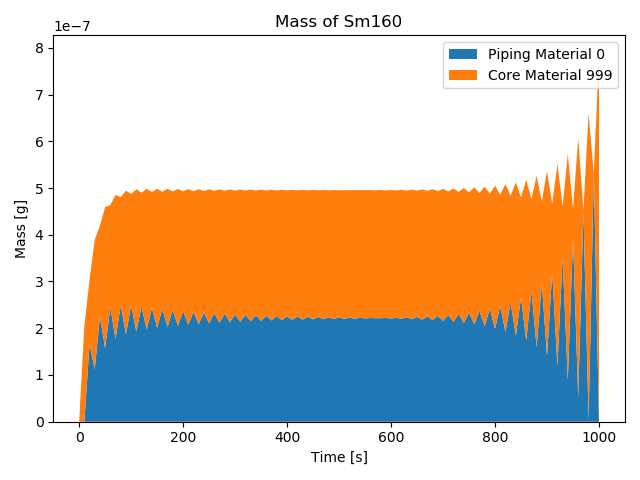 Mass of Sm160
1e−7
8
7
6
5
4
3
2
1
0
Mass [g]
Piping Material 0
Core Material 999
0 200 400 600 800 1000
Time [s]